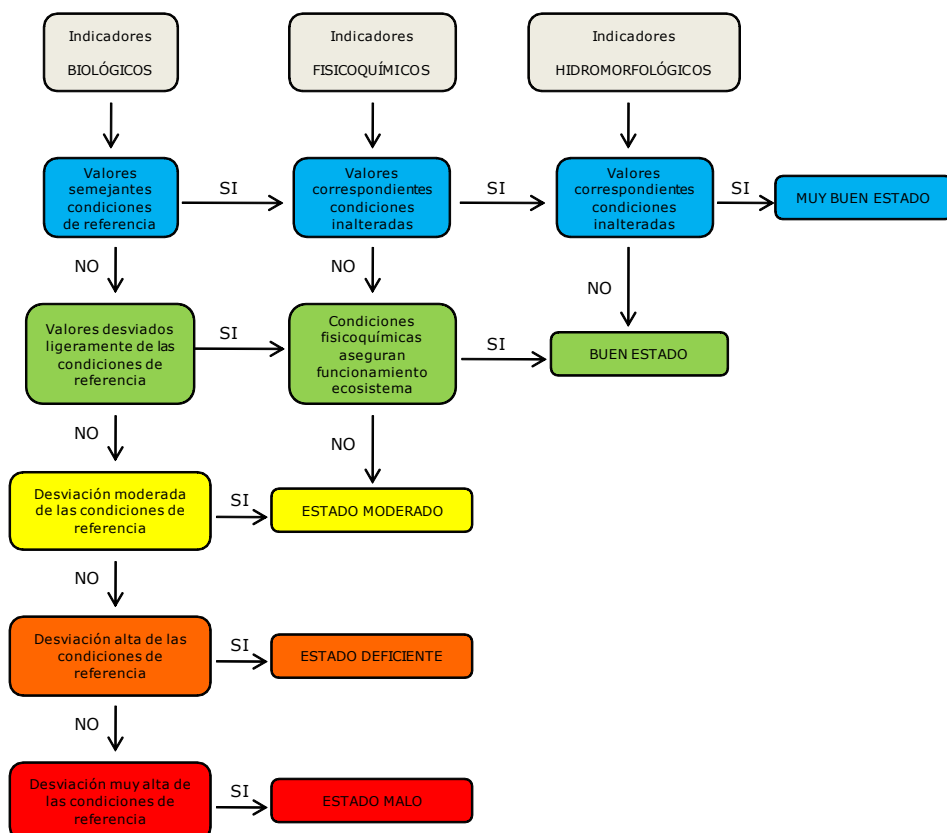 Indicadores
BIOLÓGICOS
Indicadores
FISICOQUÍMICOS
Indicadores
HIDROMORFOLÓGICOS
Valores
semejantes
condiciones
de referencia
SI
Valores
correspondientes
condiciones
inalteradas
SI
Valores
correspondientes
condiciones
inalteradas
SI
MUY BUEN ESTADO
NO
NO
NO
Valores desviados
ligeramente de las
condiciones de
referencia
SI
Condiciones
fisicoquímicas
aseguran
funcionamiento
ecosistema
SI
BUEN ESTADO
NO
NO
Desviación moderada
de las condiciones de
referencia
SI
ESTADO MODERADO
NO
Desviación alta de las
condiciones de
referencia
SI
ESTADO DEFICIENTE
NO
Desviación muy alta de
las condiciones de
referencia
SI
ESTADO MALO